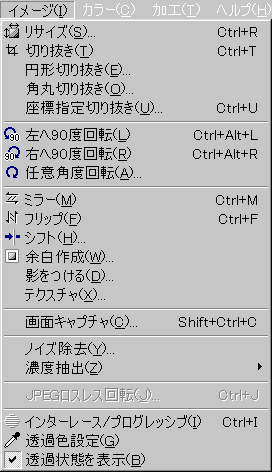 イメージ(I) カラー(C) 加工(T) ヘルプ(H)
リサイズ(S)... Ctrl+R
切り抜き(T) Ctrl+T
円形切り抜き(E)...
角丸切り抜き(O)...
座標指定切り抜き(U)... Ctrl+U
90 左へ90度回転(L) Ctrl+Alt+L
90 右へ90度回転(R) Ctrl+Alt+R
任意角度回転(A)...
ミラー(M) Ctrl+M
フリップ(F) Ctrl+F
シフト(H)...
余白作成(W)...
影をつける(D)...
テクスチャ(X)...
画面キャプチャ(C)... Shift+Ctrl+C
ノイズ除去(Y)...
濃度抽出(Z)
JPEGロスレス回転(J)... Ctrl+J
インターレース/プログレッシブ(I) Ctrl+I
透過色設定(G)
透過状態を表示(B)